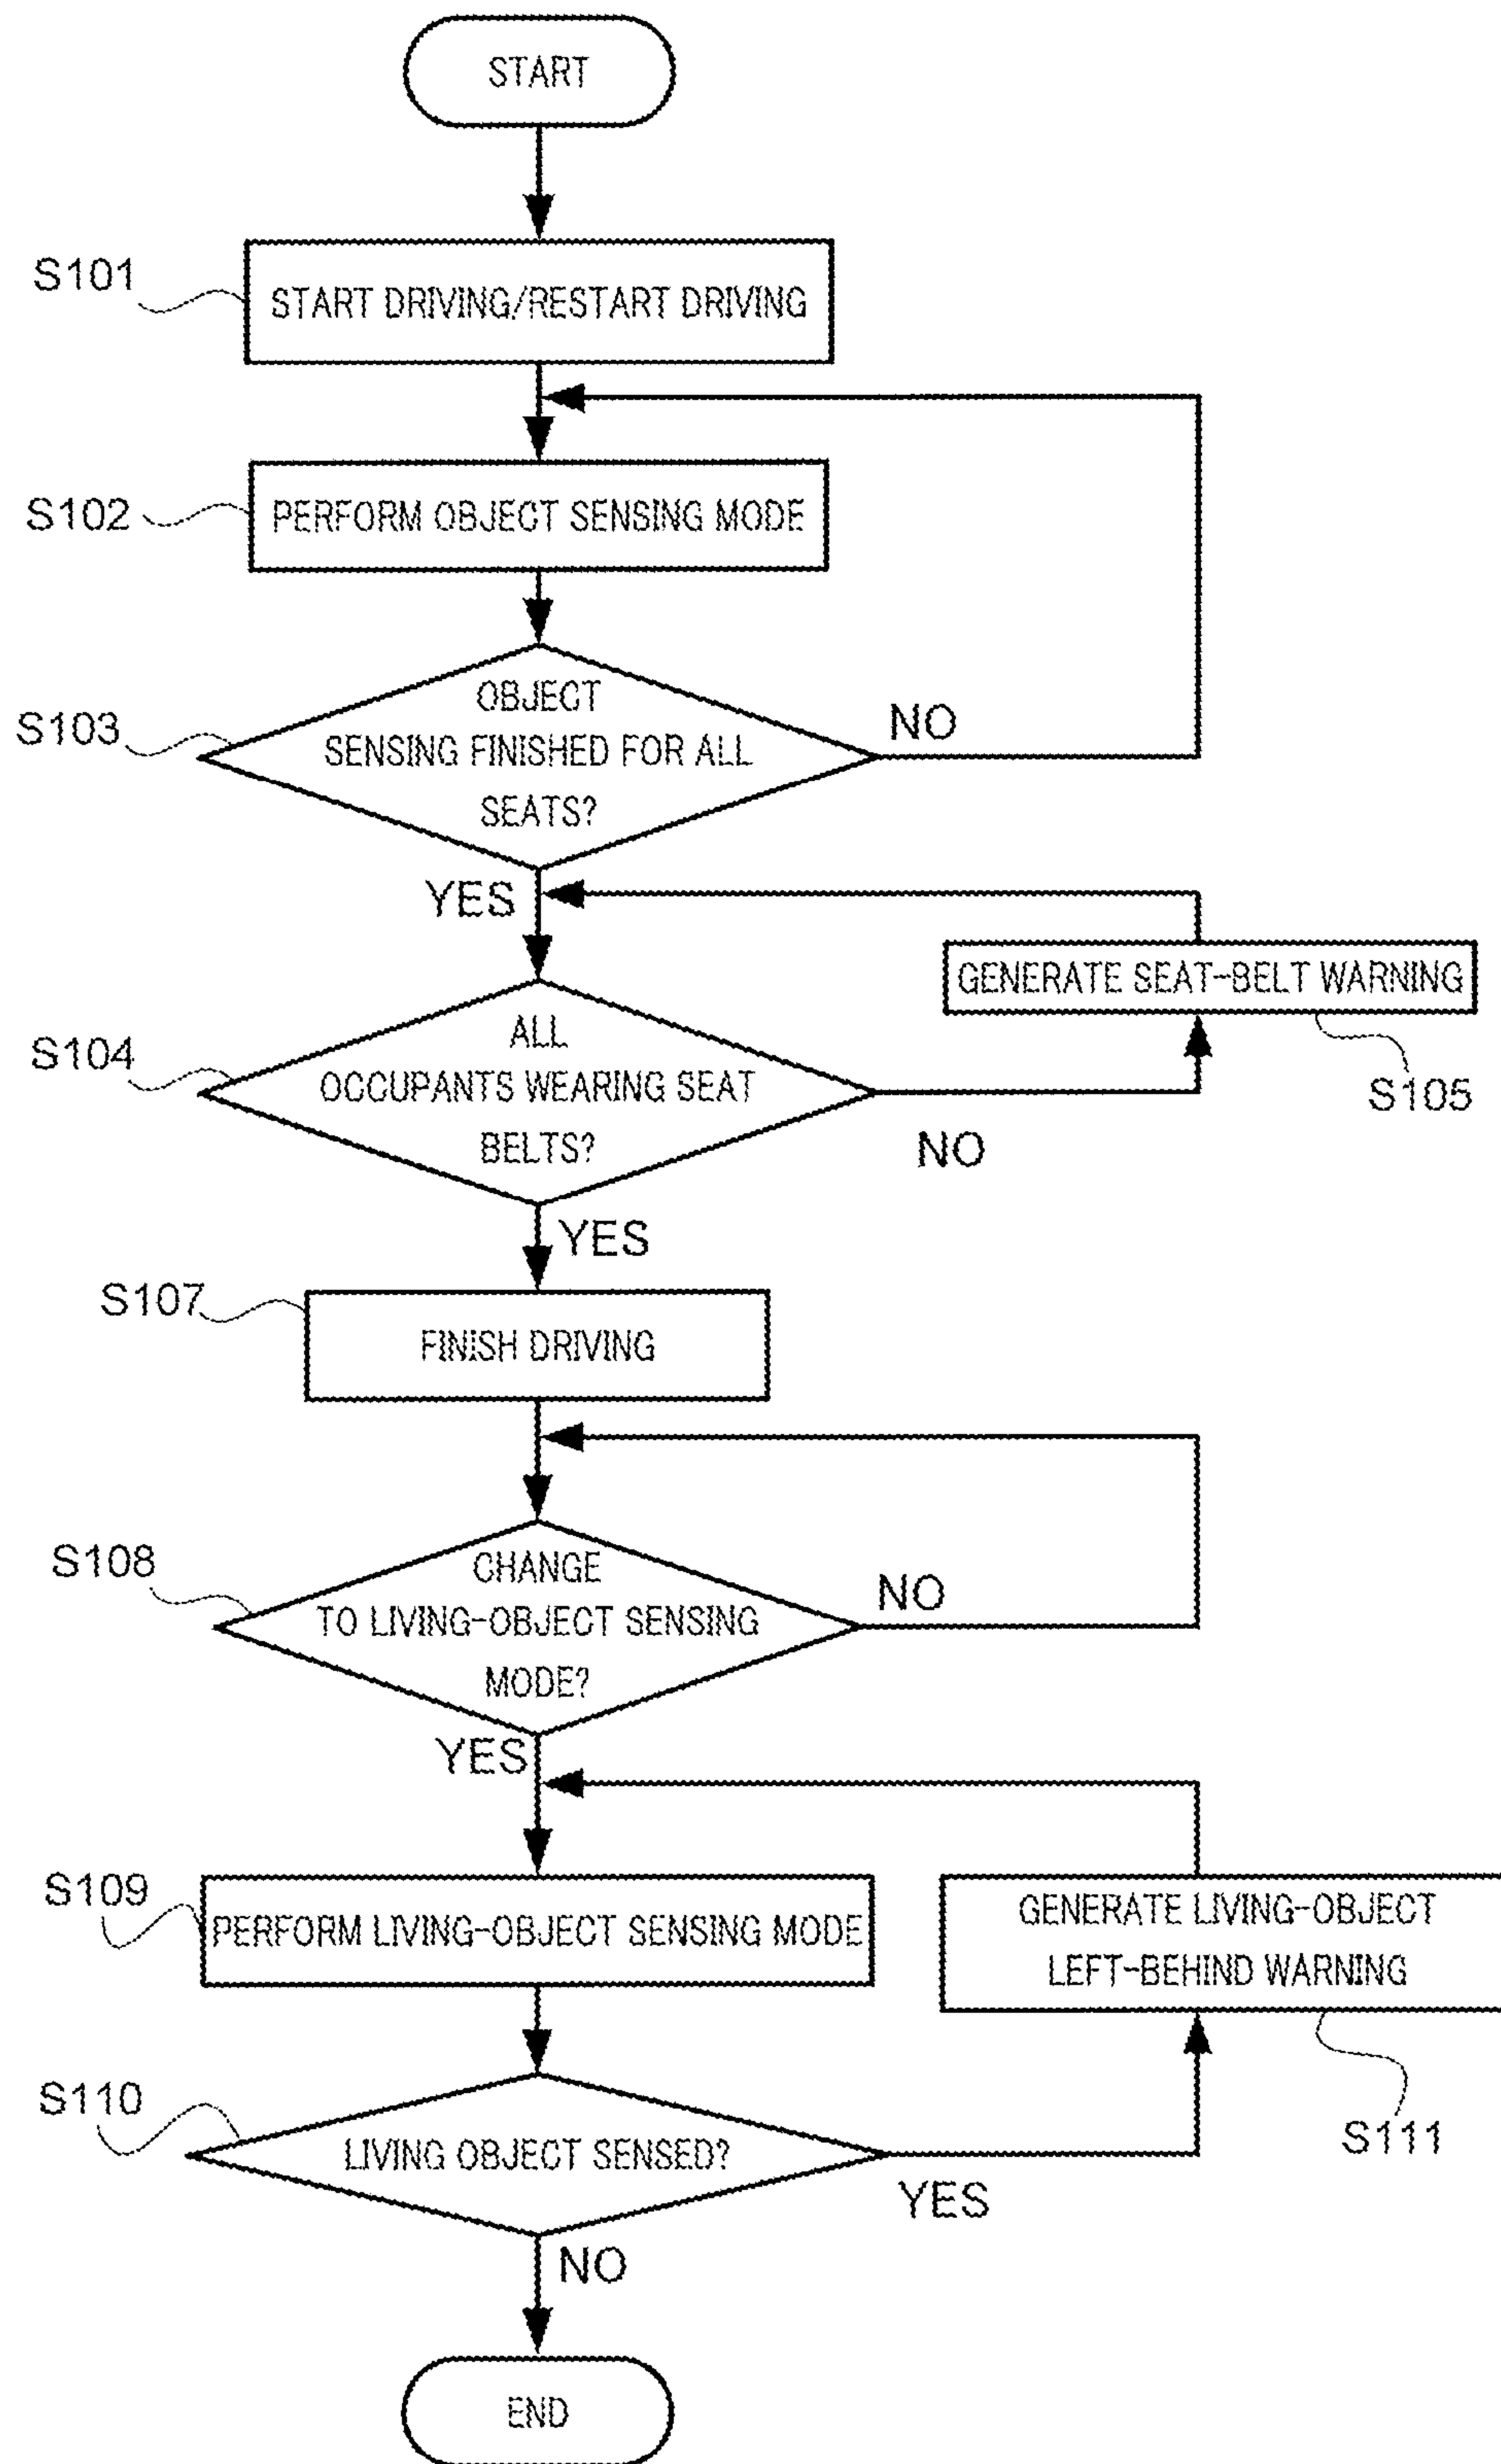 START
S101
START DRIVING/RESTART DRIVING
S102
PERFORM OBJECT SENSING MODE
S103
OBJECT
SENSING FINISHED FOR ALL
SEATS?
NO
YES
GENERATE SEAT-BELT WARNING
S105
S104
ALL
OCCUPANTS WEARING SEAT
BELTS?
NO
YES
S107
FINISH DRIVING
S108
CHANGE
TO LIVING-OBJECT SENSING
MODE?
NO
YES
S109
PERFORM LIVING-OBJECT SENSING MODE
GENERATE LIVING-OBJECT
LEFT-BEHIND WARNING
S111
S110
LIVING OBJECT SENSED?
YES
NO
END